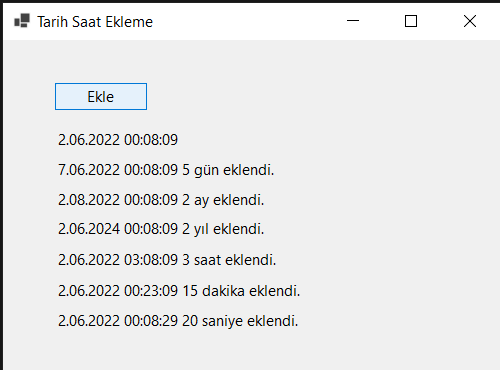 Tarih Saat Ekleme
Ekle
2.06.2022 00:08:09
7.06.2022 00:08:09 5 gün eklendi.
2.08.2022 00:08:09 2 ay eklendi.
2.06.2024 00:08:09 2 yıl eklendi.
2.06.2022 03:08:09 3 saat eklendi.
2.06.2022 00:23:09 15 dakika eklendi.
2.06.2022 00:08:29 20 saniye eklendi.